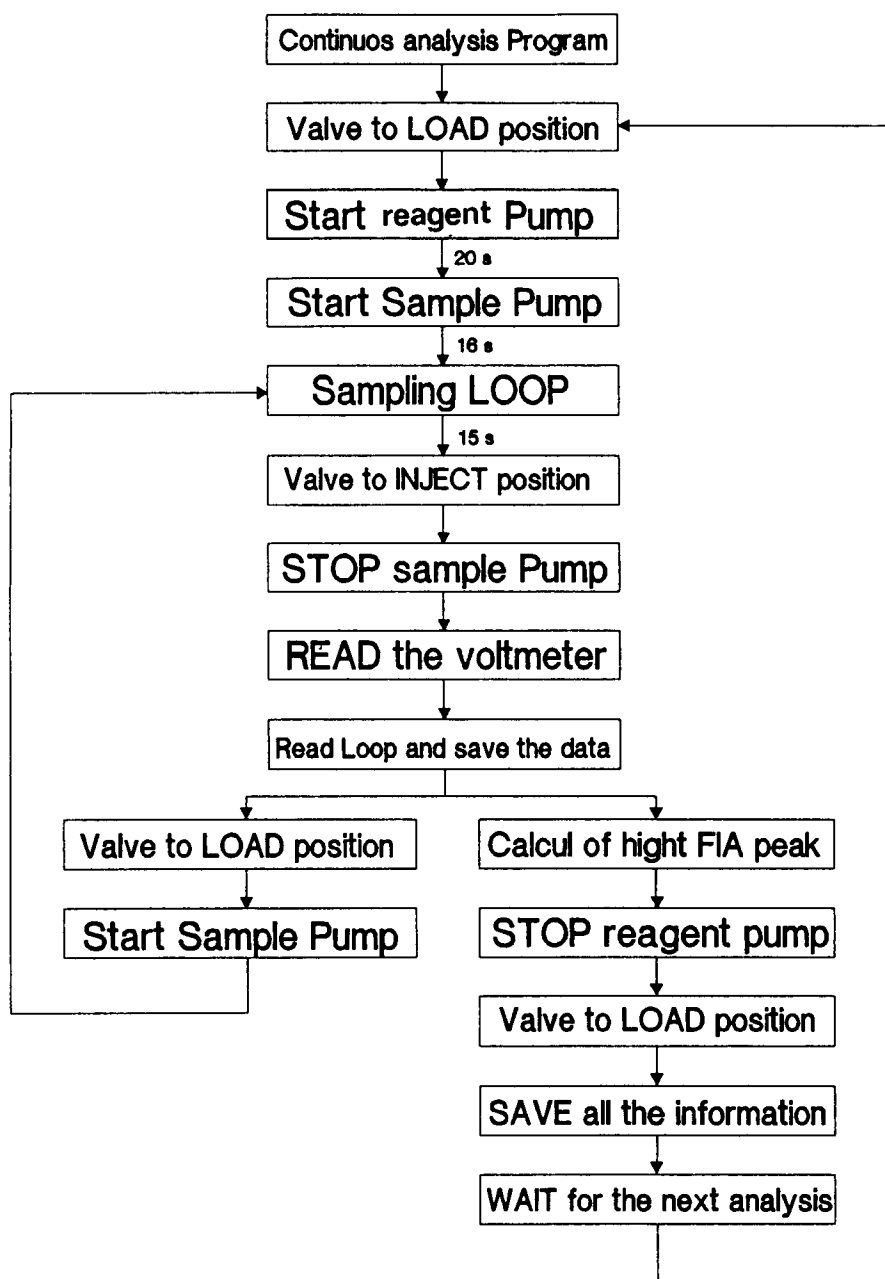 Continuos analysis Program
Valve to LOAD position
Start reagent Pump
20 s
Start Sample Pump
16 s
Sampling LOOP
15 s
Valve to INJECT position
STOP sample Pump
READ the voltmeter
Read Loop and save the data
Valve to LOAD position
Start Sample Pump
Calcul of hight FIA peak
STOP reagent pump
Valve to LOAD position
SAVE all the information
WAIT for the next analysis